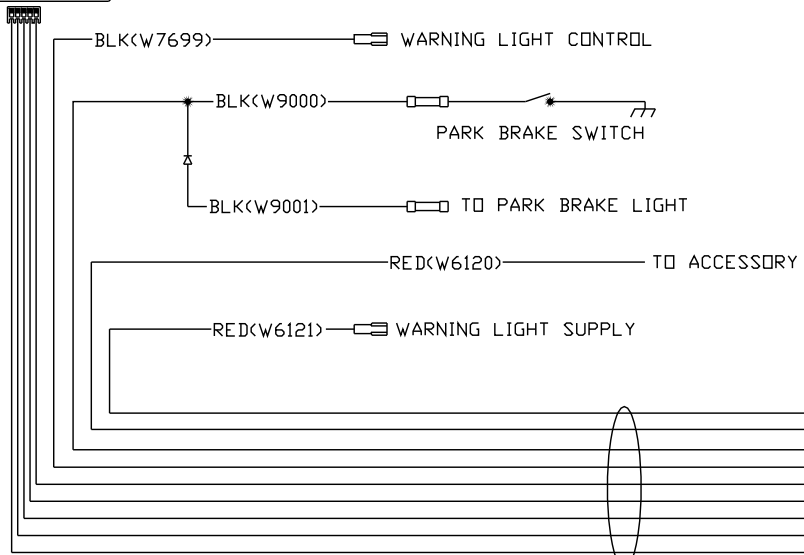 BLK(W7699) WARNING LIGHT CONTROL
BLK(W9000)
PARK BRAKE SWITCH
BLK(W9001) TO PARK BRAKE LIGHT
RED(W6120) TO ACCESSORY
RED(W6121) WARNING LIGHT SUPPLY